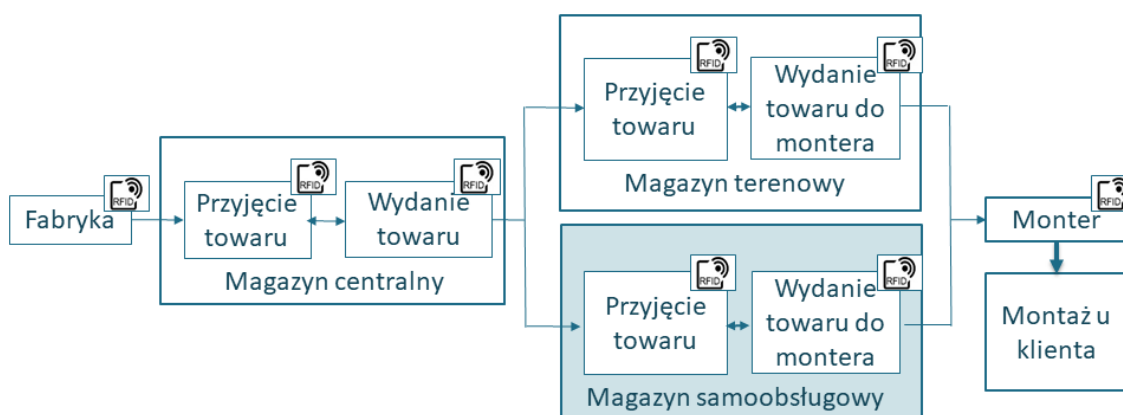 RFID
Fabryka
RFID
Przyjęcie
towaru
RFID
Wydanie
towaru
Magazyn centralny
RFID
Przyjęcie
towaru
RFID
Wydanie
towaru do
montera
Magazyn terenowy
RFID
Przyjęcie
towaru
RFID
Wydanie
towaru do
montera
Magazyn samoobsługowy
RFID
Monter
Montaż u
klienta